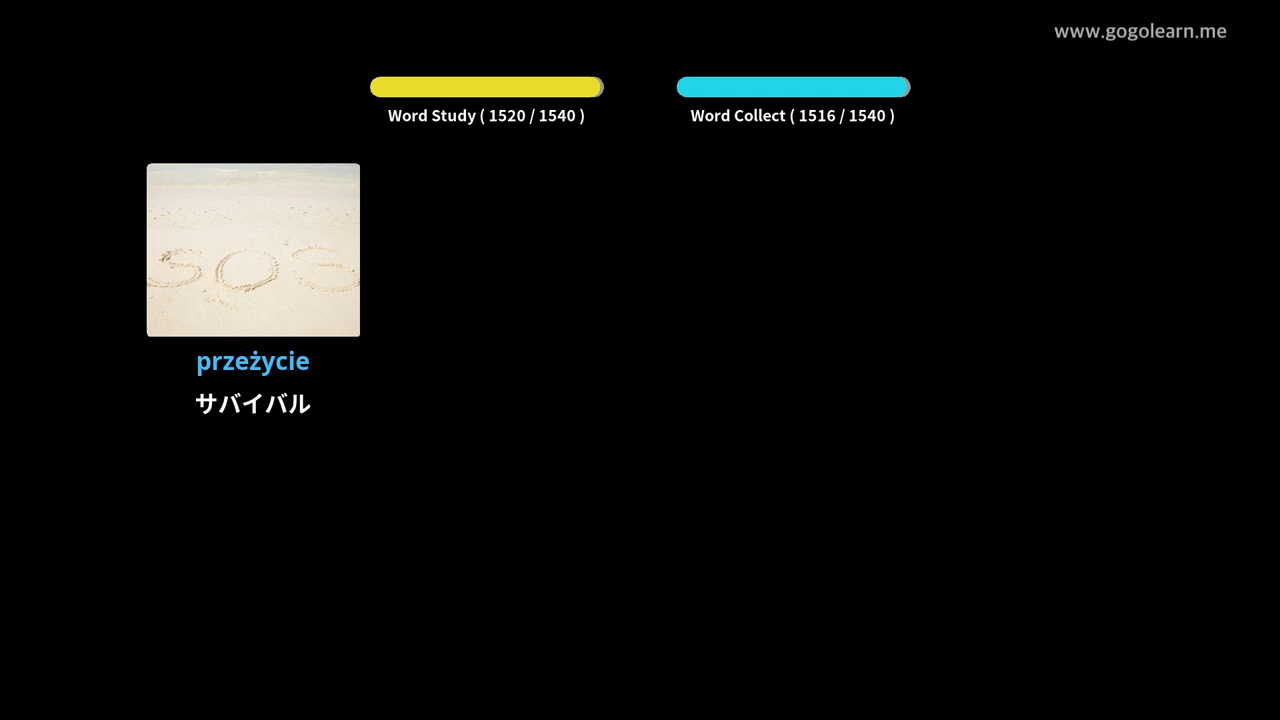 www.gogolearn.me
Word Study ( 1520 / 1540 )
Word Collect ( 1516 / 1540 )
SOS
przeżycie
サバイバル